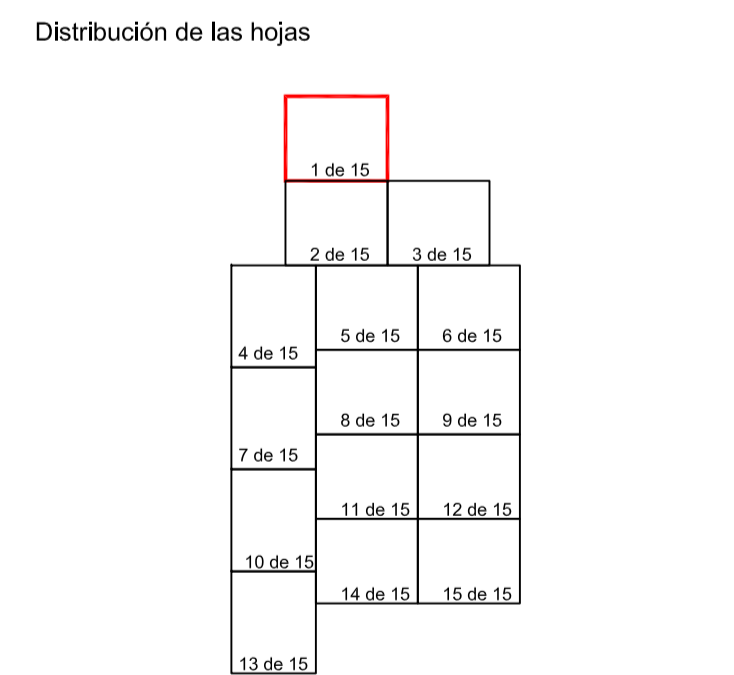 Distribución de las hojas
1 de 15
2 de 15
3 de 15
4 de 15
5 de 15
6 de 15
7 de 15
8 de 15
9 de 15
10 de 15
11 de 15
12 de 15
13 de 15
14 de 15
15 de 15